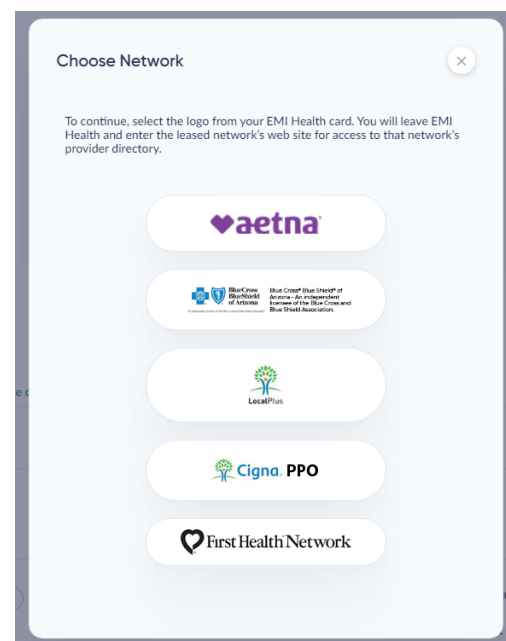 Choose Network
To continue, select the logo from your EMI Health card. You will leave EMI
Health and enter the leased network's web site for access to that network's
provider directory.
aetna
BlueCross
BlueShield
of Arizona
Blue Cross® Blue Shield® of
Arizona - An independent
licensee of the Blue Cross and
Blue Shield Association.
LocalPlus
Cigna. PPO
First Health Network